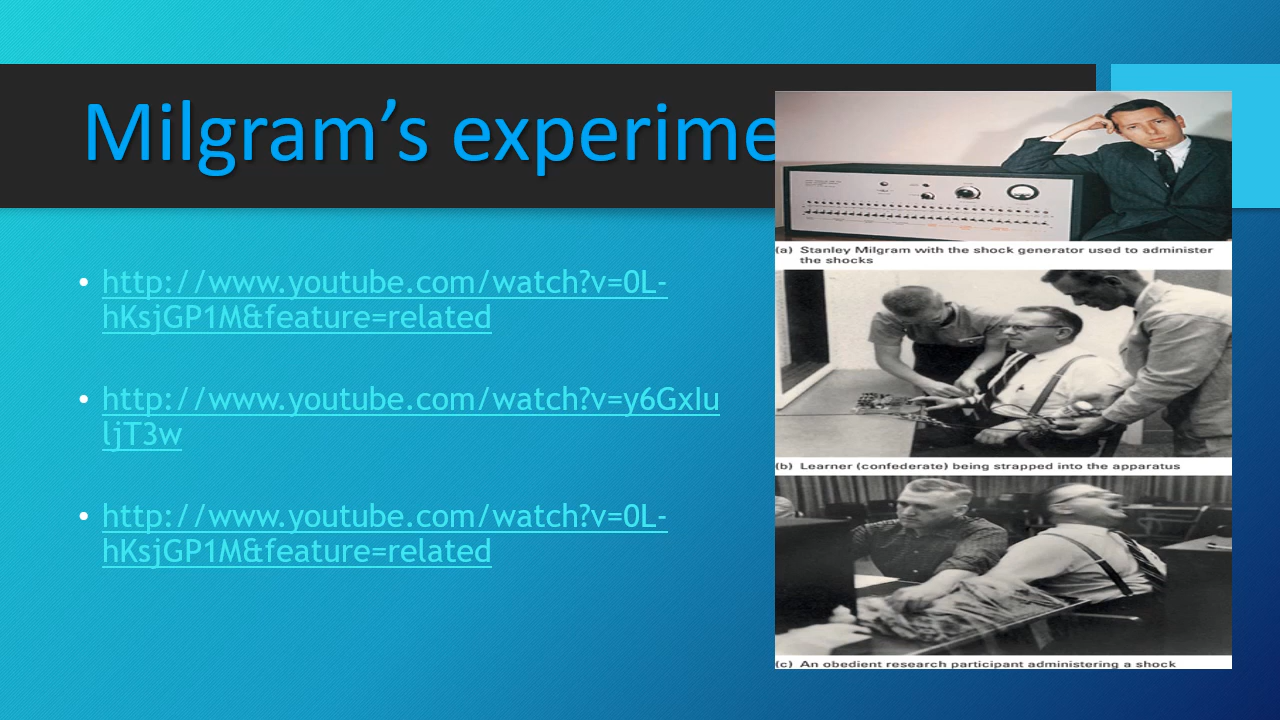 Milgram’s experime
• http://www.youtube.com/watch?v=0L-
hKsjGP1M&feature=related
• http://www.youtube.com/watch?v=y6GxIu
ljT3w
• http://www.youtube.com/watch?v=0L-
hKsjGP1M&feature=related
(a) Stanley Milgram with the shock generator used to administer
the shocks
(b) Learner (confederate) being strapped into the apparatus
(c) An obedient research participant administering a shock